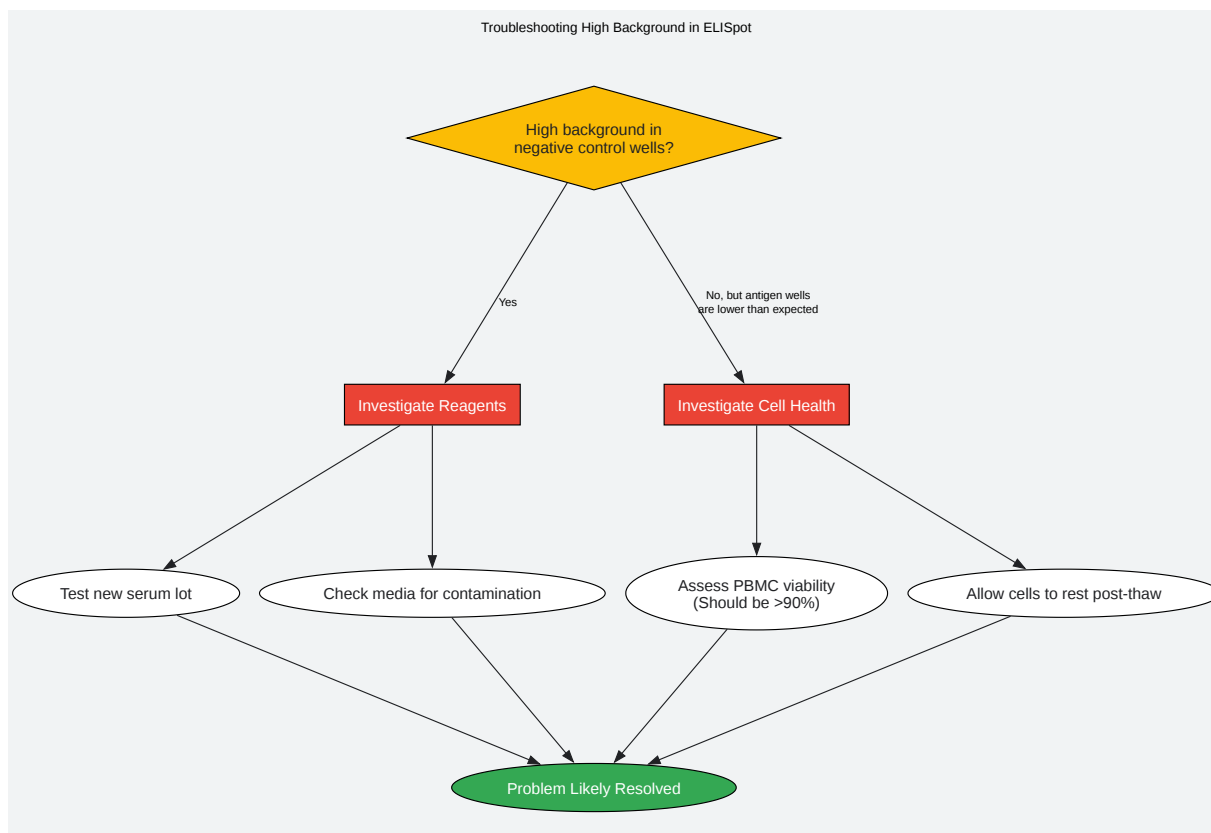 Troubleshooting High Background in ELISpot
High background in
negative control wells?
Yes
No, but antigen wells
are lower than expected
Investigate Reagents
Investigate Cell Health
Test new serum lot
Check media for contamination
Assess PBMC viability
(Should be >90%)
Allow cells to rest post-thaw
Problem Likely Resolved